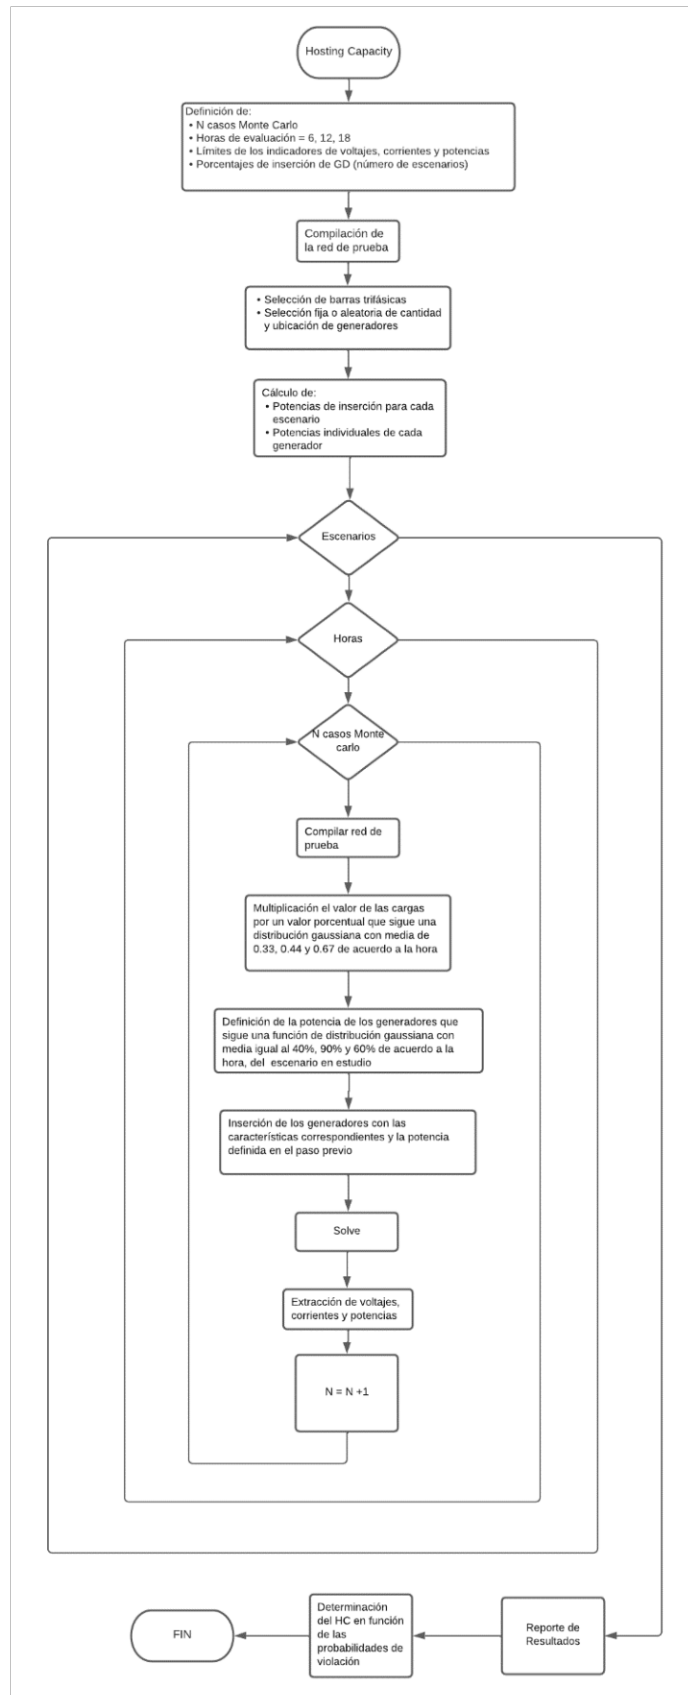 Hosting Capacity
Definición de:
• N casos Monte Carlo
• Horas de evaluación = 6, 12, 18
• Límites de los indicadores de voltajes, corrientes y potencias
• Porcentajes de inserción de GD (número de escenarios)
Compilación de
la red de prueba
• Selección de barras trifásicas
• Selección fija o aleatoria de cantidad
y ubicación de generadores
Cálculo de:
• Potencias de inserción para cada
escenario
• Potencias individuales de cada
generador
Escenarios
Horas
N casos Monte
carlo
Compilar red de
prueba
Multiplicación el valor de las cargas
por un valor porcentual que sigue una
distribución gaussiana con media de
0.33, 0.44 y 0.67 de acuerdo a la hora
Definición de la potencia de los generadores que
sigue una función de distribución gaussiana con
media igual al 40%, 90% y 60% de acuerdo a la
hora, del escenario en estudio
Inserción de los generadores con las
características correspondientes y la potencia
definida en el paso previo
Solve
Extracción de voltajes,
corrientes y potencias
N = N +1
FIN
Determinación
del HC en función
de las
probabilidades de
violación
Reporte de
Resultados